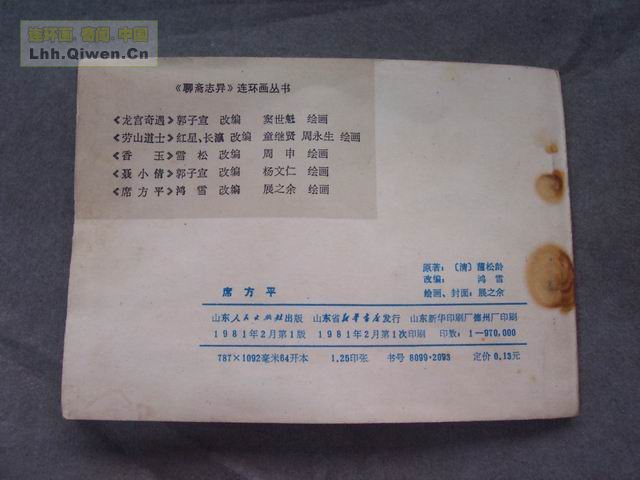 连环画·奇闻·中国
Lhh.Qiwen.Cn
《聊斋志异》连环画丛书
《龙宫奇遇》郭子宣 改编 窦世魁 绘画
《劳山道士》红星、长瀛 改编 童继贤 周永生 绘画
《香玉》雪松 改编 周申 绘画
《聂小倩》郭子宣 改编 杨文仁 绘画
《席方平》鸿雪 改编 展之余 绘画
原著:〔清〕蒲松龄
改编: 鸿雪
绘画、封面:展之余
席方平
山东人民出版社出版 山东省新华书店发行 山东新华印刷厂德州厂印刷
1981年2月第1版 1981年2月第1次印刷 印数:1—970,000
787×1092毫米64开本 1.25印张 书号 8099·2093 定价 0.13元